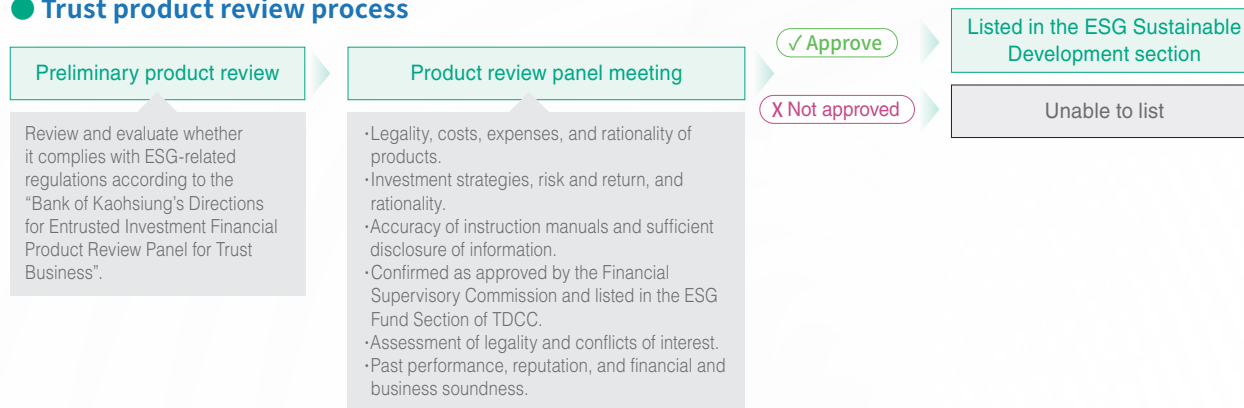 ● Trust product review process
Preliminary product review
Review and evaluate whether
it complies with ESG-related
regulations according to the
“Bank of Kaohsiung’s Directions
for Entrusted Investment Financial
Product Review Panel for Trust
Business”.
Product review panel meeting
·Legality, costs, expenses, and rationality of
products.
·Investment strategies, risk and return, and
rationality.
·Accuracy of instruction manuals and sufficient
disclosure of information.
·Confirmed as approved by the Financial
Supervisory Commission and listed in the ESG
Fund Section of TDCC.
·Assessment of legality and conflicts of interest.
·Past performance, reputation, and financial and
business soundness.
✓ Approve
Listed in the ESG Sustainable
Development section
X Not approved
Unable to list